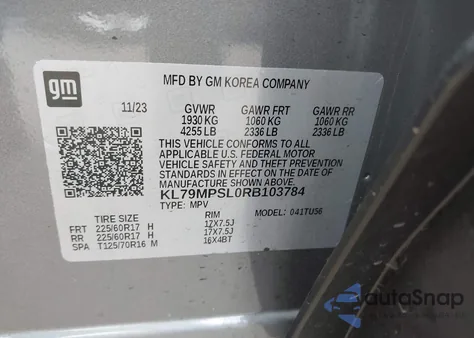 gm
MFD BY GM KOREA COMPANY
11/23 GVWR GAWR FRT GAWR RR
1930 KG 1060 KG 1060 KG
4255 LB 2336 LB 2336 LB
THIS VEHICLE CONFORMS TO ALL
APPLICABLE U.S. FEDERAL MOTOR
VEHICLE SAFETY AND THEFT PREVENTION
STANDARDS IN EFFECT ON THE DATE
OF MANUFACTURE SHOWN ABOVE.
KL79MPSL0RB103784
TYPE: MPV MODEL: 041TU56
TIRE SIZE RIM
FRT 225/60R17 H 17X7.5J
RR 225/60R17 H 17X7.5J
SPA T125/70R16 M 16X4BT
autaSnap